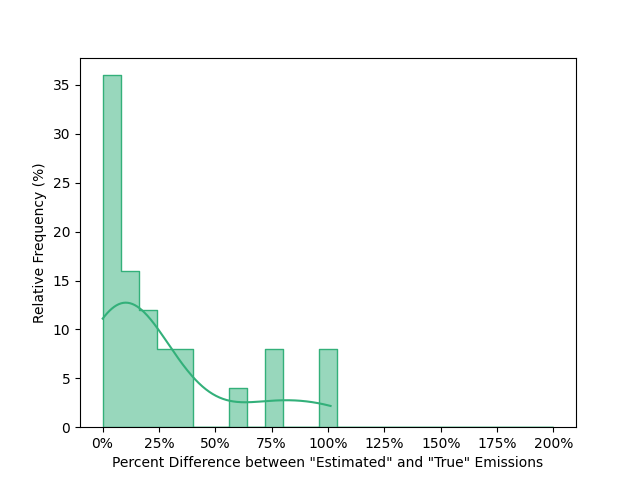 35
30
25
20
15
10
5
0
Relative Frequency (%)
0% 25% 50% 75% 100% 125% 150% 175% 200%
Percent Difference between "Estimated" and "True" Emissions